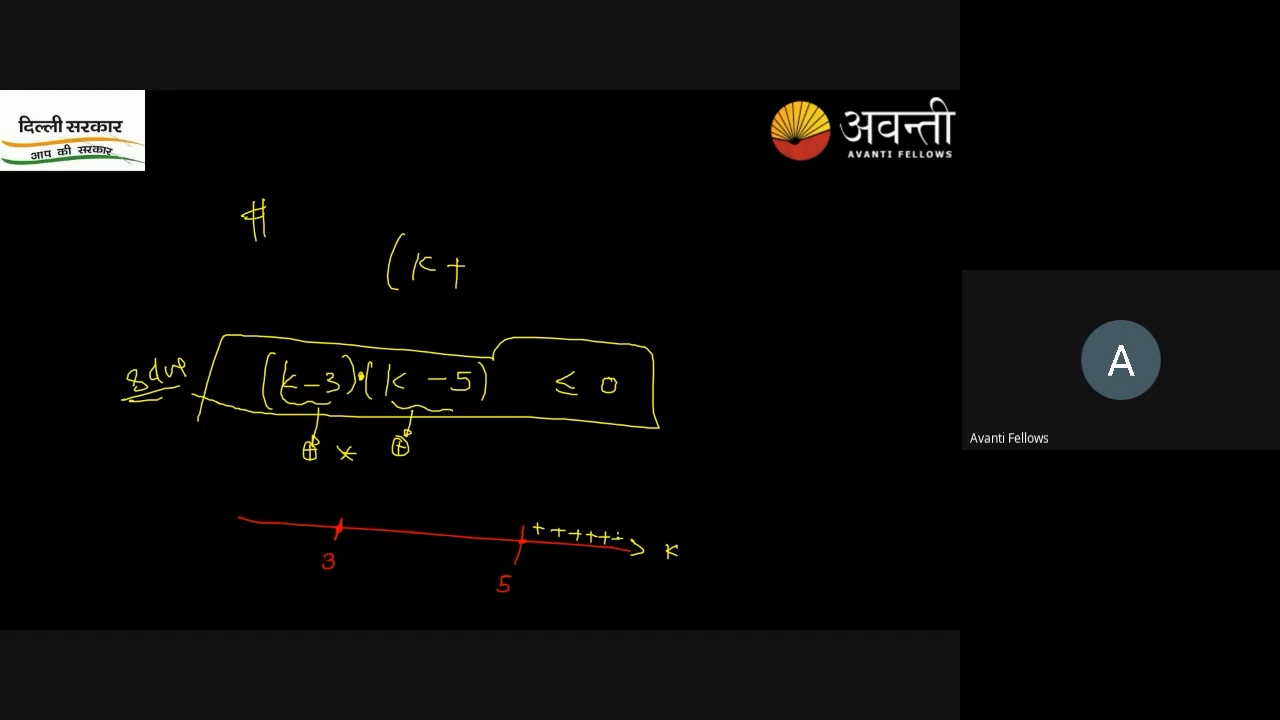 दिल्ली सरकार
आप की सरकार
अवन्ती
AVANTI FELLOWS
(K +
Solve (K-3)•(K-5) ≤ 0
⊕ × ⊕
++++++ K
3 5
A
Avanti Fellows